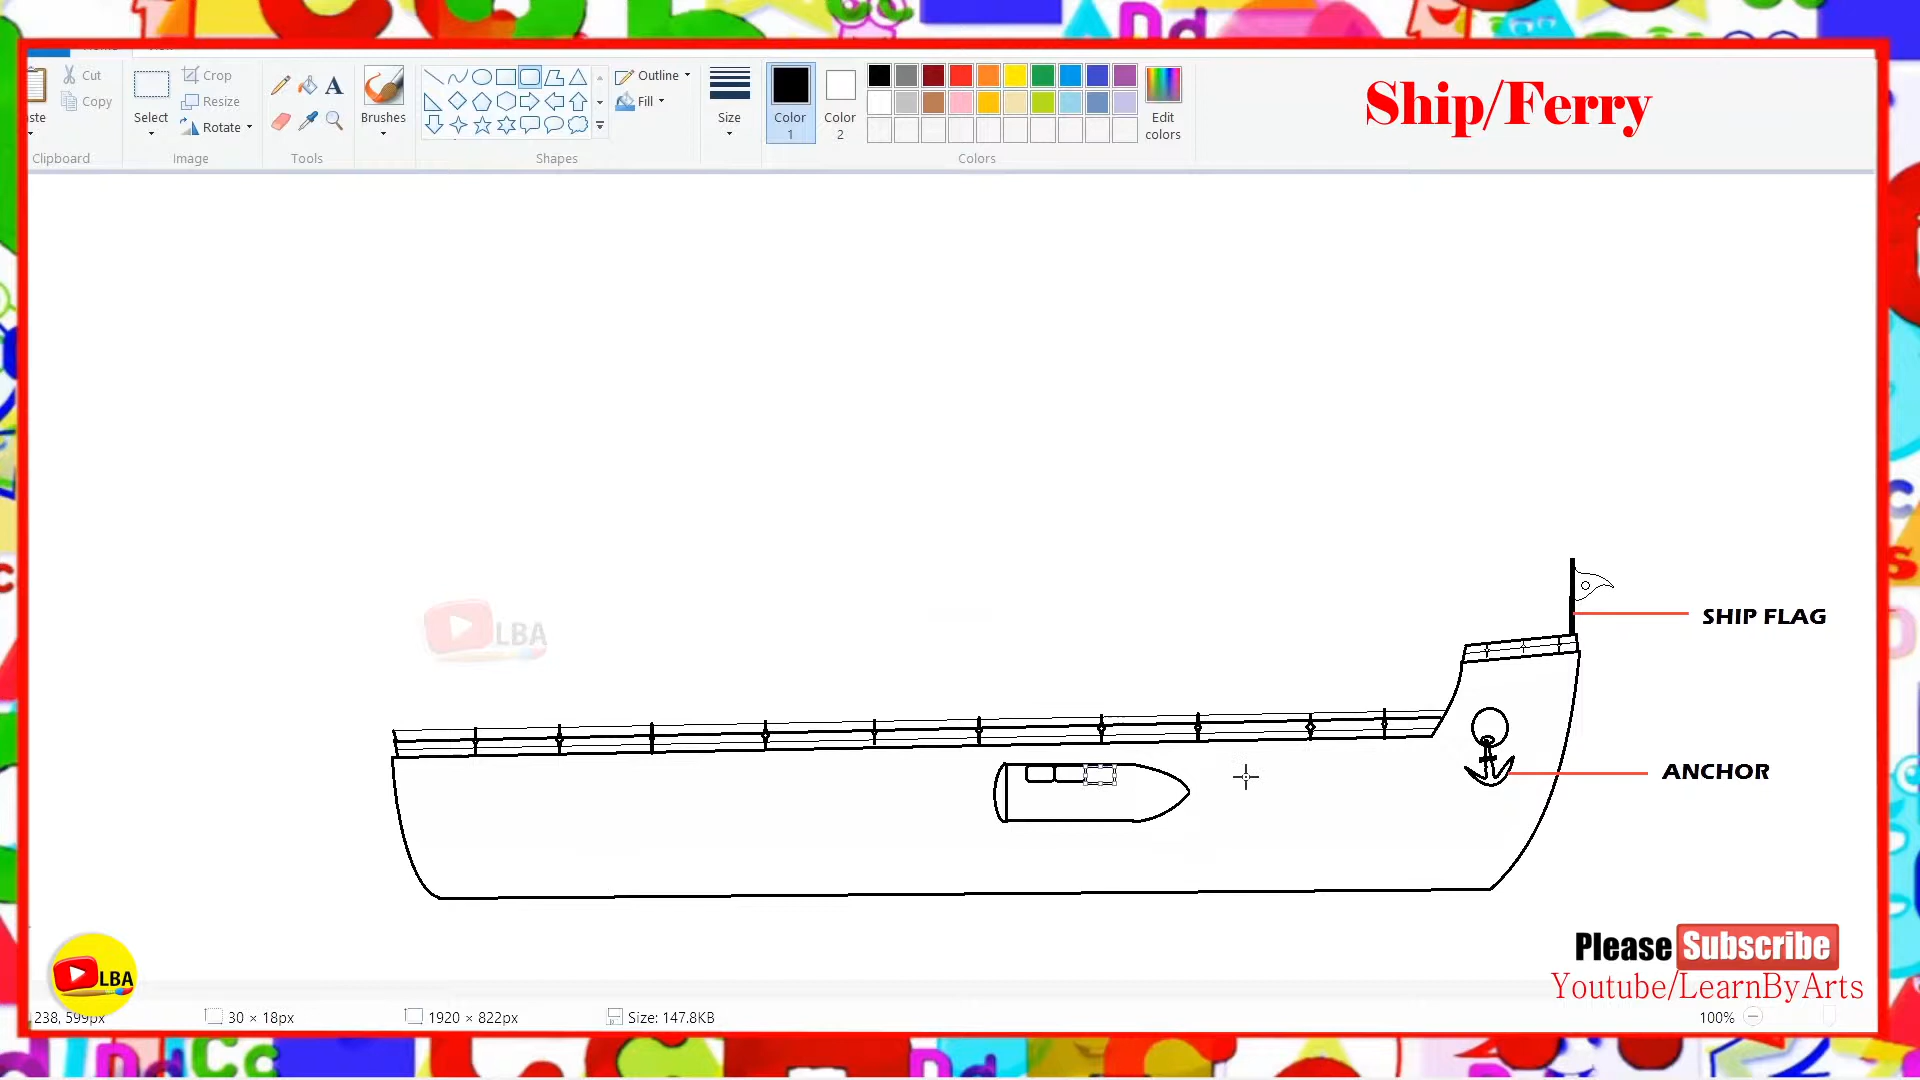 Cut
Copy
Clipboard
Select
Crop
Resize
Rotate
Image
A
Tools
Brushes
Shapes
Outline
Fill
Size
Color
1
Color
2
Edit
colors
Colors
Ship/Ferry
LBA
SHIP FLAG
ANCHOR
Please Subscribe
Youtube/LearnByArts
LBA
238, 599px
30 × 18px
1920 × 822px
Size: 147.8KB
100%